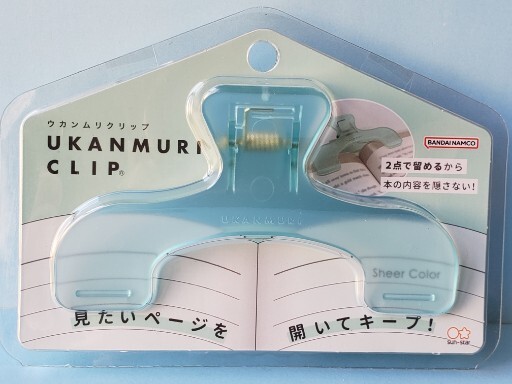 ウカンムリクリップ
UKANMURI
CLIP®
BANDAI NAMCO
2点で留めるから
本の内容を隠さない!
UKANMURI
Sheer Color
見たいページを 開いてキープ!
sun-star